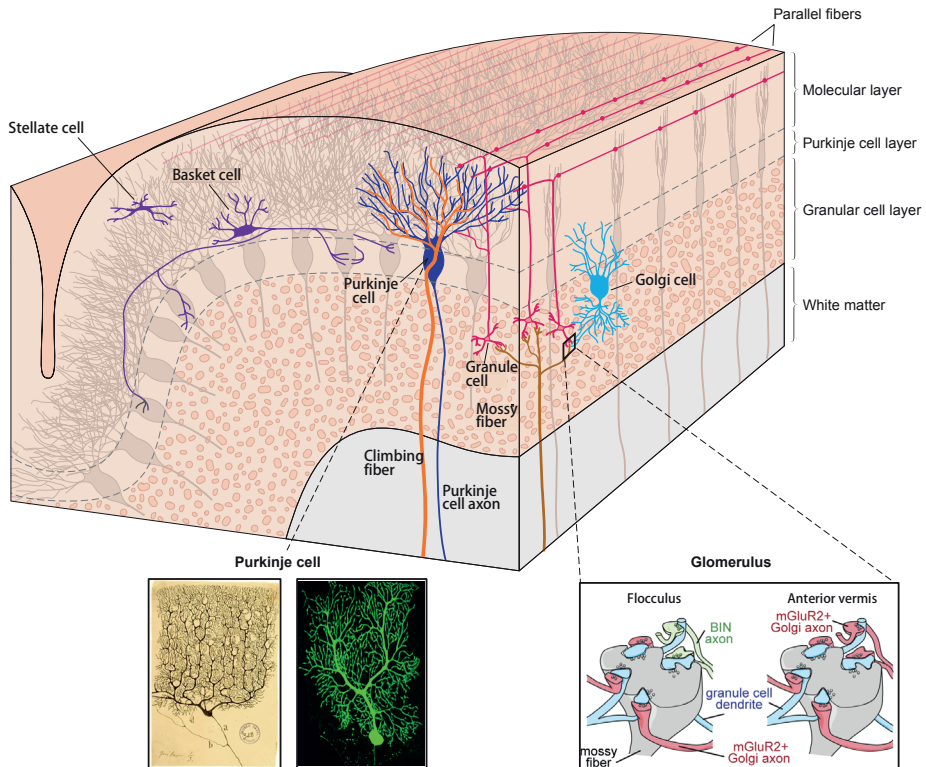 Parallel fibers
Molecular layer
Stellate cell
Purkinje cell layer
Basket cell
Granular cell layer
Purkinje
cell
Golgi cell
White matter
Granule
cell
Mossy
fiber
Climbing
fiber
Purkinje
cell axon
Purkinje cell
Glomerulus
Flocculus
Anterior vermis
BIN
axon
mGluR2+
Golgi axon
granule cell
dendrite
mossy
fiber
mGluR2+
Golgi axon
a
b